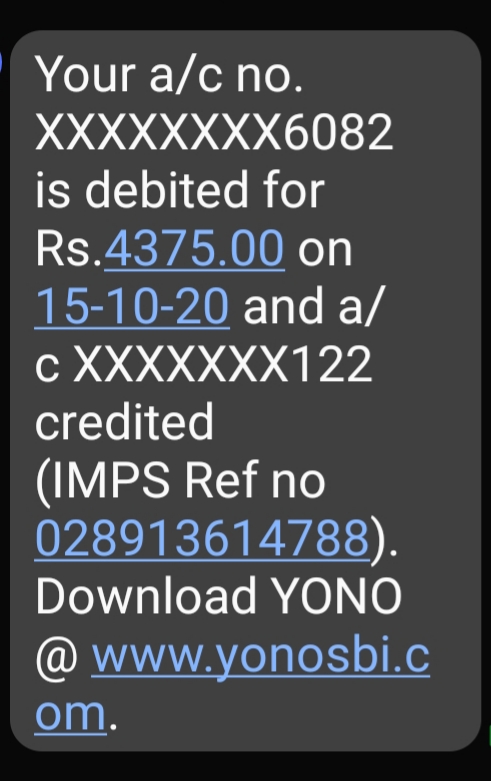 Your a/c no.
XXXXXXXX6082
is debited for
Rs.4375.00 on
15-10-20 and a/
c XXXXXXX122
credited
(IMPS Ref no
028913614788).
Download YONO
@ www.yonosbi.c
om.